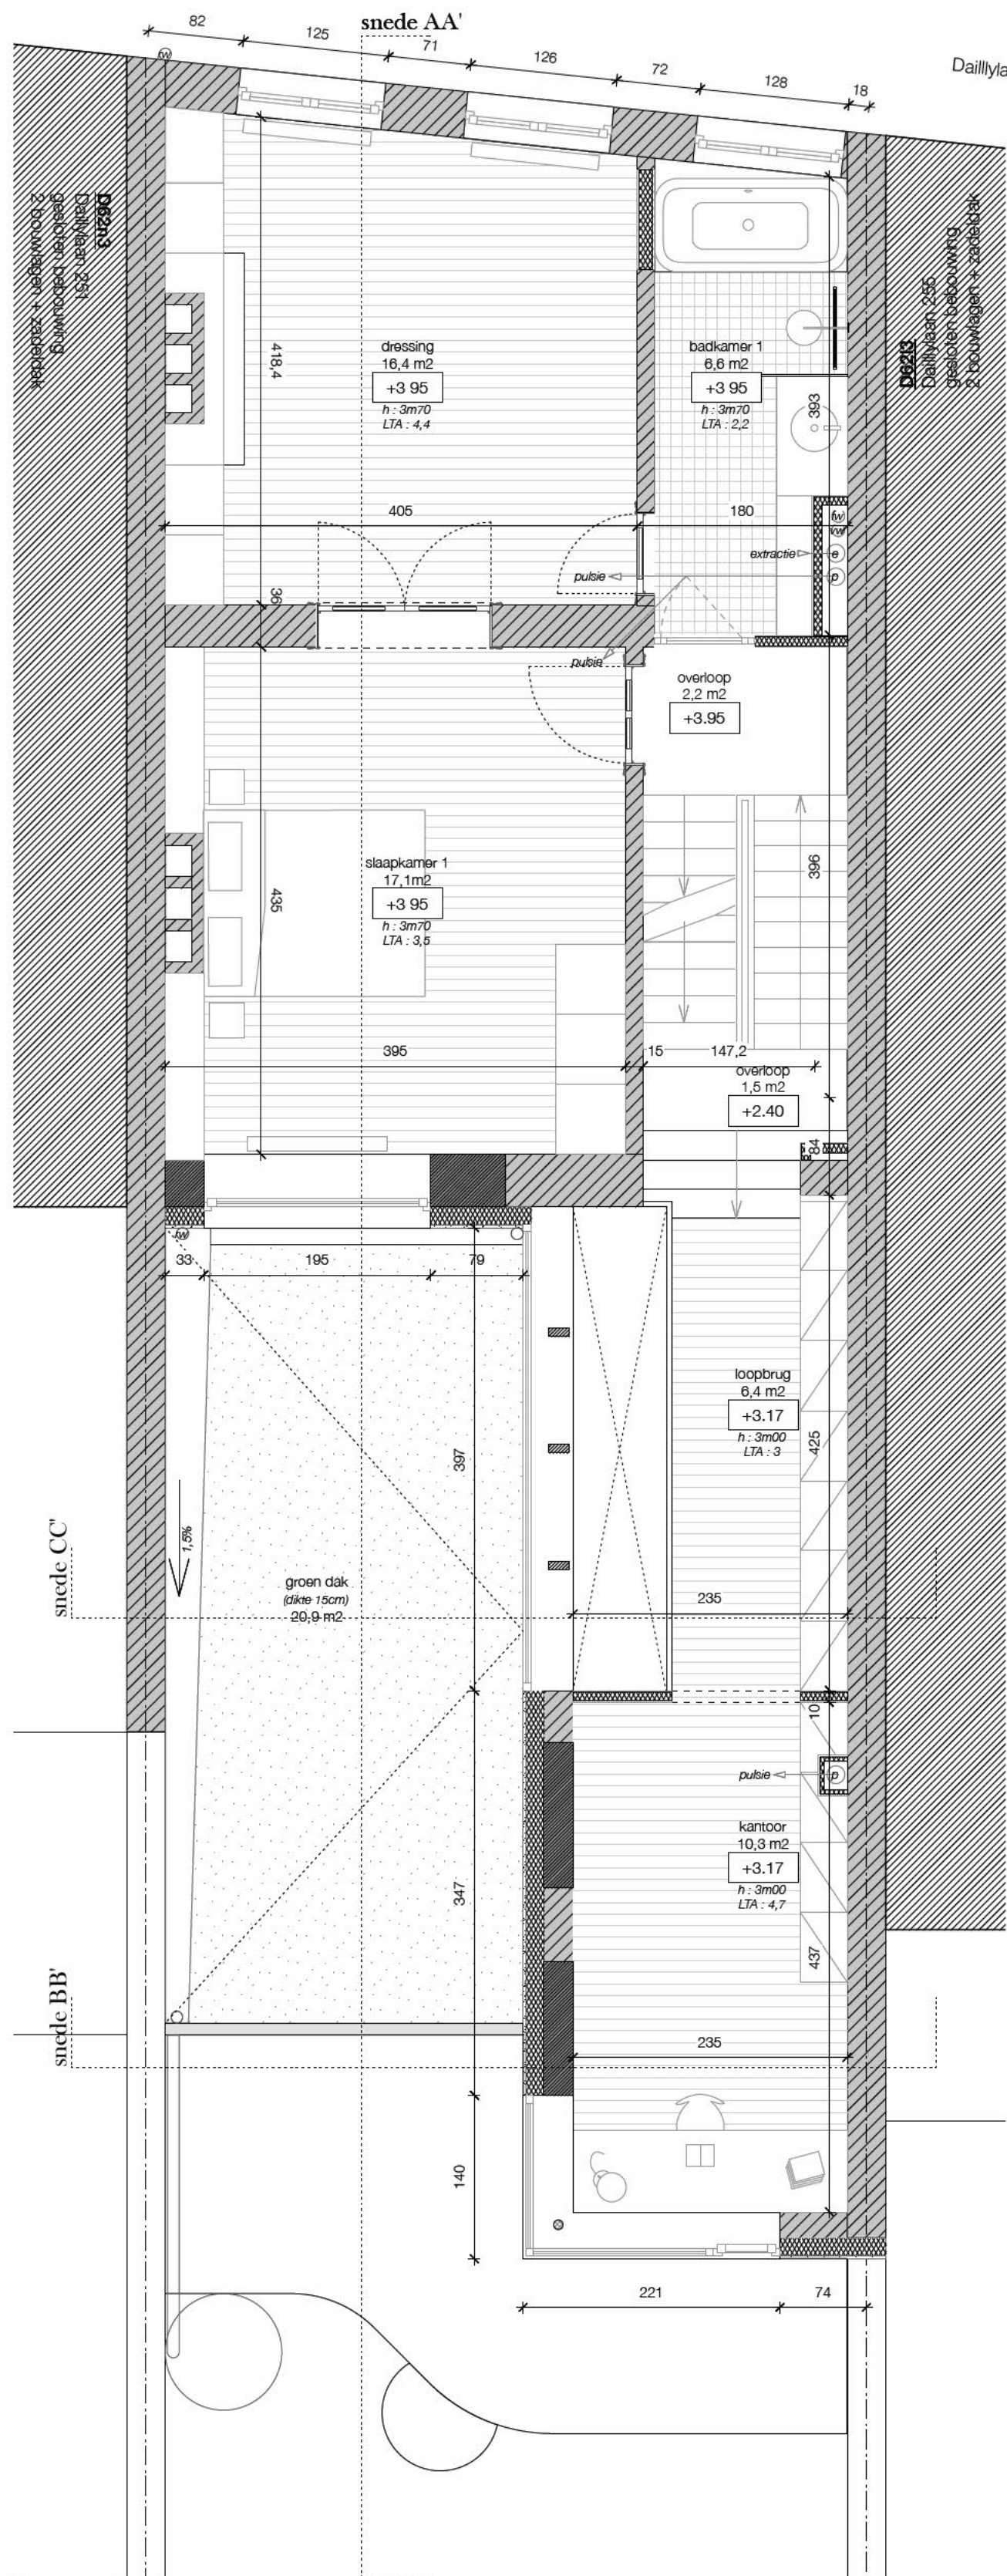 snede AA'
82
125
71
126
72
128
18
Dailllyla
D62n3
Daillylaan 251
gesloten bebouwing
2 bouwlagen + zadeldak
D62l3
Daillylaan 255
gesloten bebouwing
2 bouwlagen + zadeldak
rw
418,4
dressing
16,4 m2
+3 95
h : 3m70
LTA : 4,4
badkamer 1
6,6 m2
+3 95
h : 3m70
LTA : 2,2
393
405
180
fw
vw
extractie
e
pulsie
p
36
pulsie
overloop
2,2 m2
+3.95
slaapkamer 1
17,1m2
+3 95
h : 3m70
LTA : 3,5
435
396
395
15
147,2
overloop
1,5 m2
+2.40
84
rw
33
195
79
loopbrug
6,4 m2
+3.17
h : 3m00
LTA : 3
397
425
snede CC'
1,5%
groen dak
(dikte 15cm)
20,9 m2
235
10
pulsie
p
kantoor
10,3 m2
+3.17
h : 3m00
LTA : 4,7
347
437
snede BB'
235
140
221
74